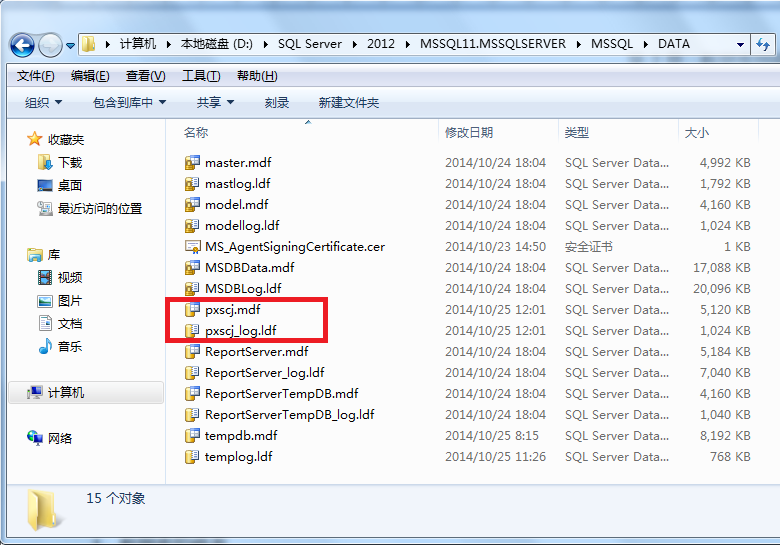 计算机 本地磁盘 (D:) SQL Server 2012 MSSQL11.MSSQLSERVER MSSQL DATA
文件(F) 编辑(E) 查看(V) 工具(T) 帮助(H)
组织 包含到库中 共享 刻录 新建文件夹
收藏夹
下载
桌面
最近访问的位置
库
视频
图片
文档
音乐
计算机
网络
名称 修改日期 类型 大小
master.mdf 2014/10/24 18:04 SQL Server Data... 4,992 KB
mastlog.ldf 2014/10/24 18:04 SQL Server Data... 1,792 KB
model.mdf 2014/10/24 18:04 SQL Server Data... 4,160 KB
modellog.ldf 2014/10/24 18:04 SQL Server Data... 1,024 KB
MS_AgentSigningCertificate.cer 2014/10/23 14:50 安全证书 1 KB
MSDBData.mdf 2014/10/24 18:04 SQL Server Data... 17,088 KB
MSDBLog.ldf 2014/10/24 18:04 SQL Server Data... 20,096 KB
pxscj.mdf 2014/10/25 12:01 SQL Server Data... 5,120 KB
pxscj_log.ldf 2014/10/25 12:01 SQL Server Data... 1,024 KB
ReportServer.mdf 2014/10/24 18:04 SQL Server Data... 5,184 KB
ReportServer_log.ldf 2014/10/24 18:04 SQL Server Data... 7,040 KB
ReportServerTempDB.mdf 2014/10/24 18:04 SQL Server Data... 4,160 KB
ReportServerTempDB_log.ldf 2014/10/24 18:04 SQL Server Data... 1,040 KB
tempdb.mdf 2014/10/25 8:15 SQL Server Data... 8,192 KB
templog.ldf 2014/10/25 11:26 SQL Server Data... 768 KB
15 个对象